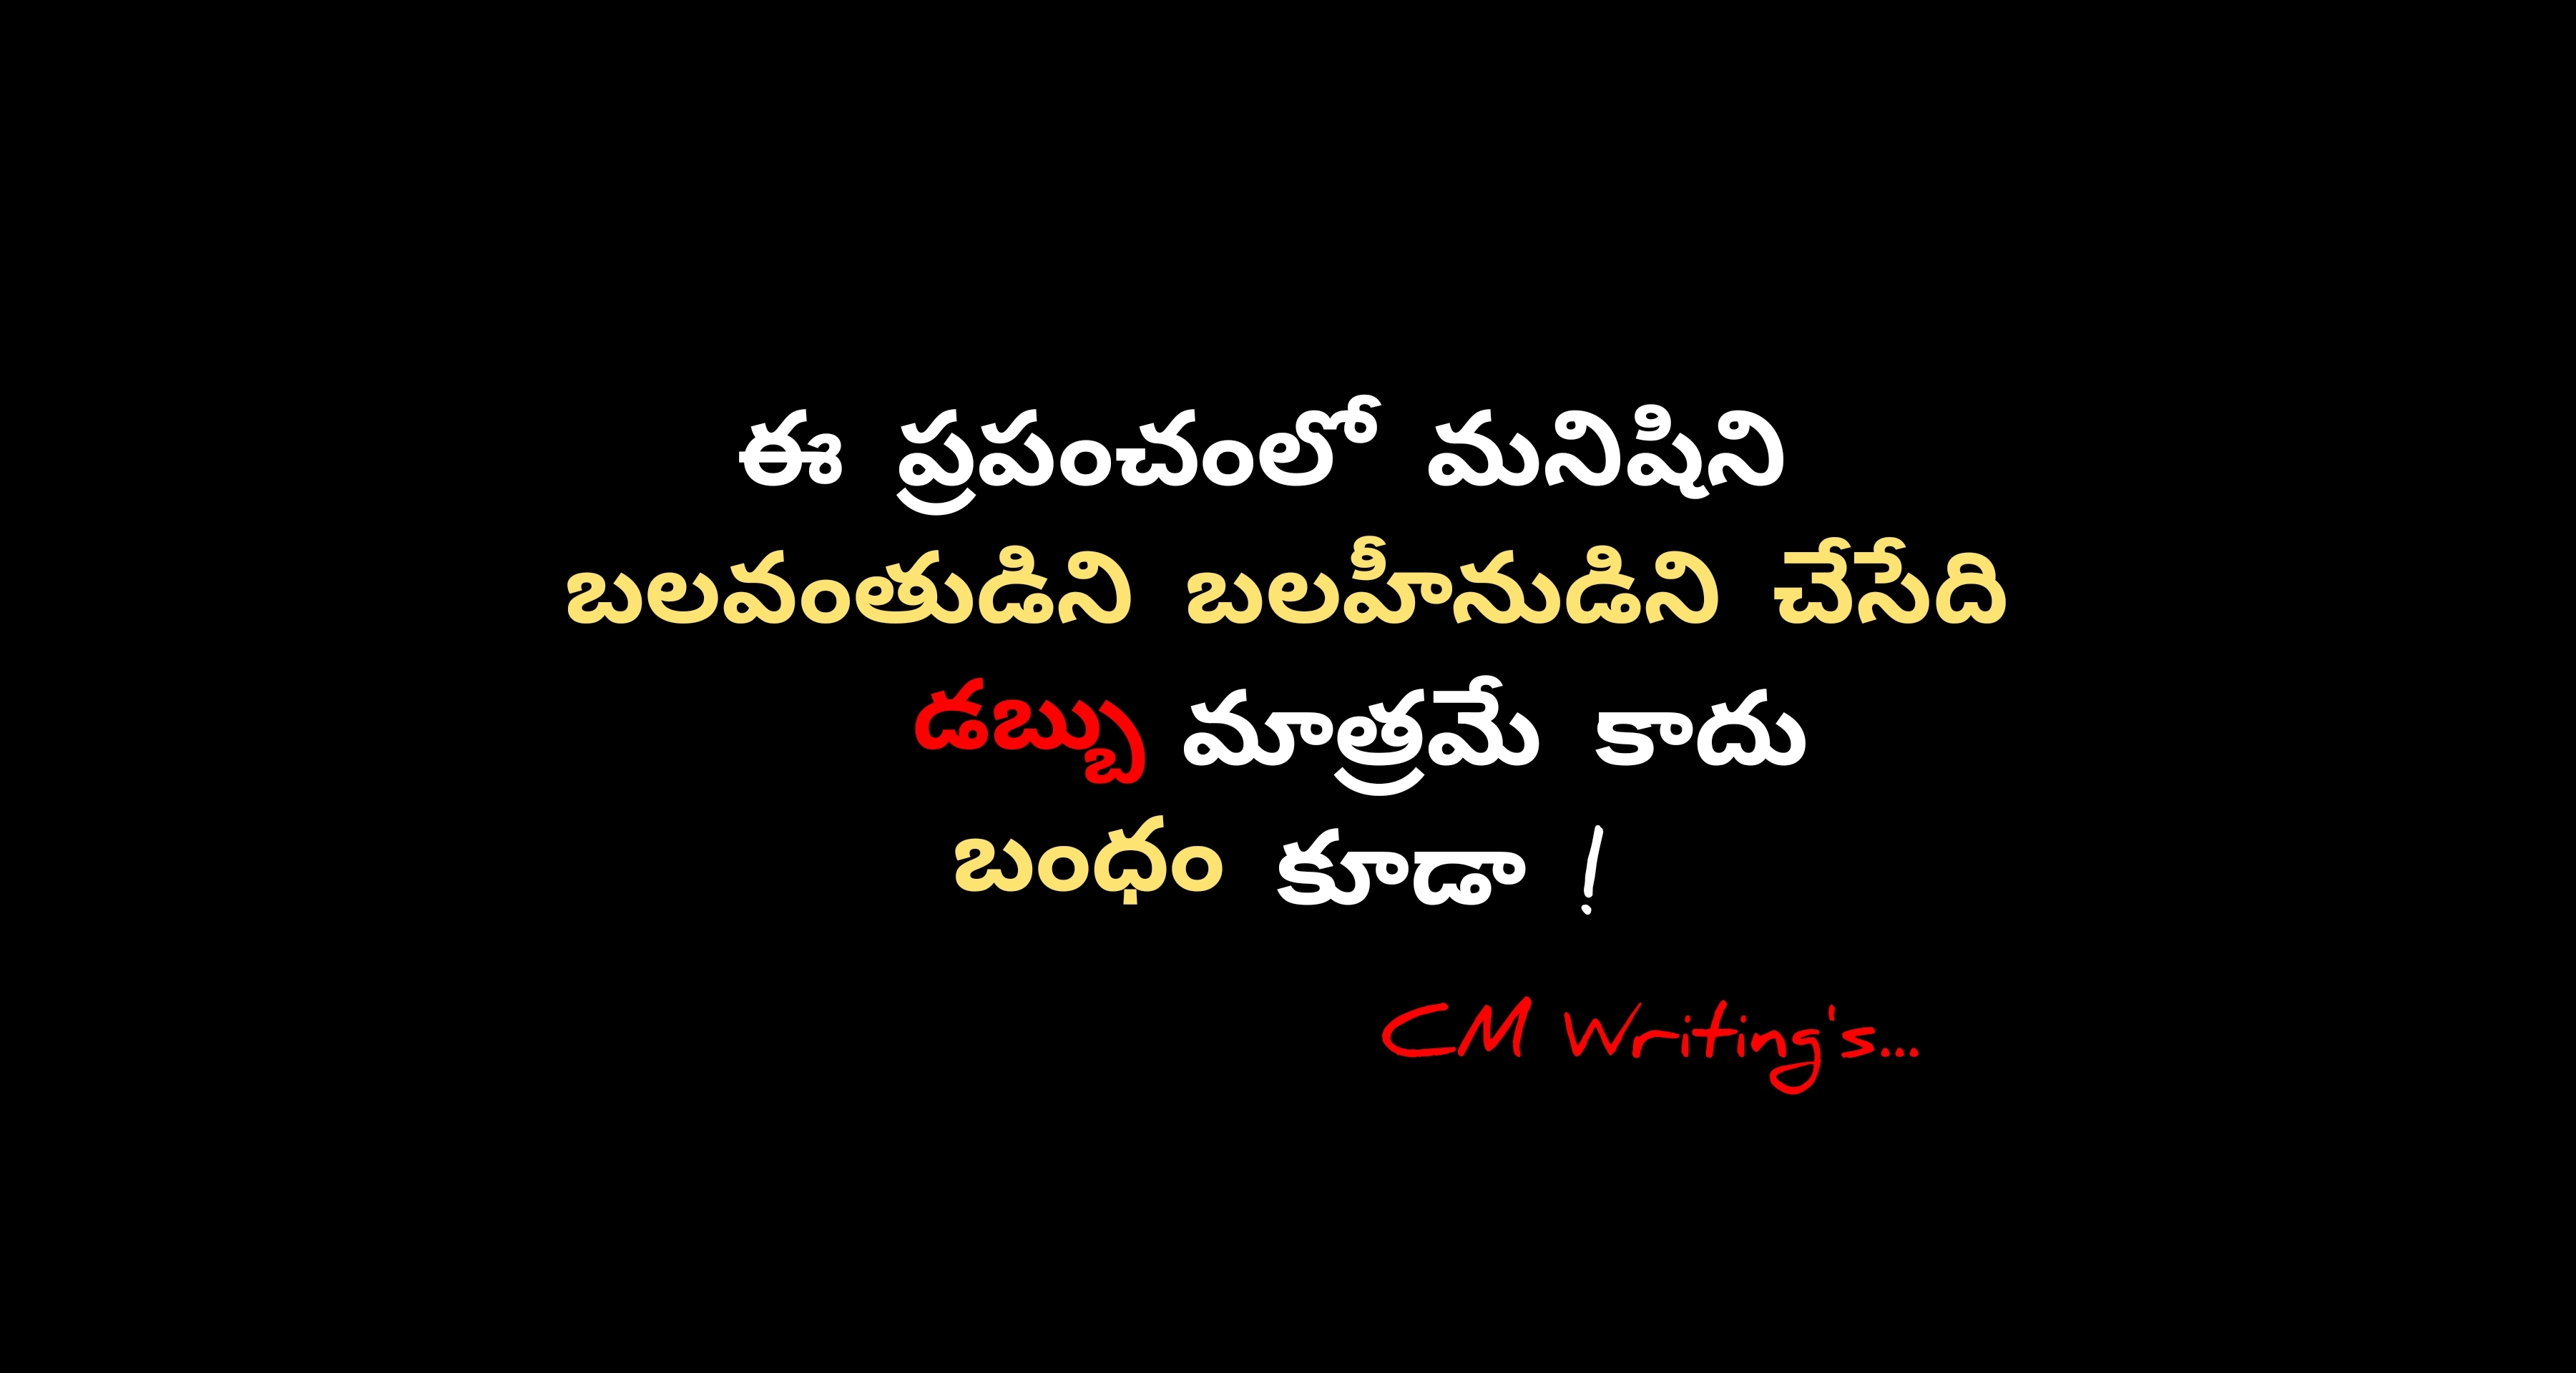 ఈ ప్రపంచంలో మనిషిని
బలవంతుడిని బలహీనుడిని చేసేది
డబ్బు మాత్రమే కాదు
బంధం కూడా !
CM Writing's...